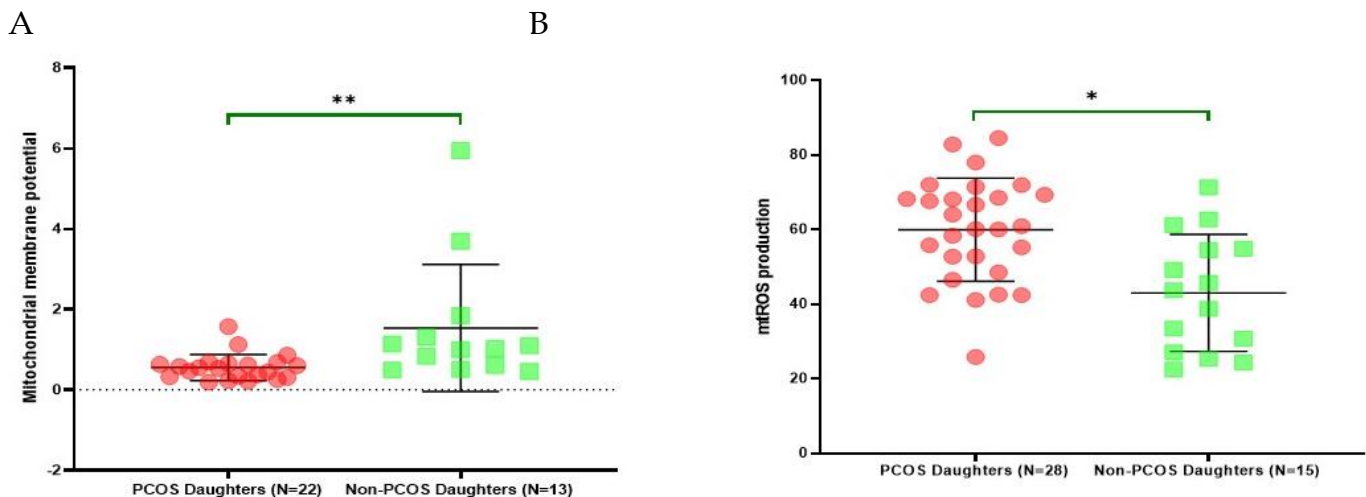 A
B
Mitochondrial membrane potential
8
6
4
2
0
-2
**
PCOS Daughters (N=22)
Non-PCOS Daughters (N=13)
mtROS production
100
80
60
40
20
0
*
PCOS Daughters (N=28)
Non-PCOS Daughters (N=15)